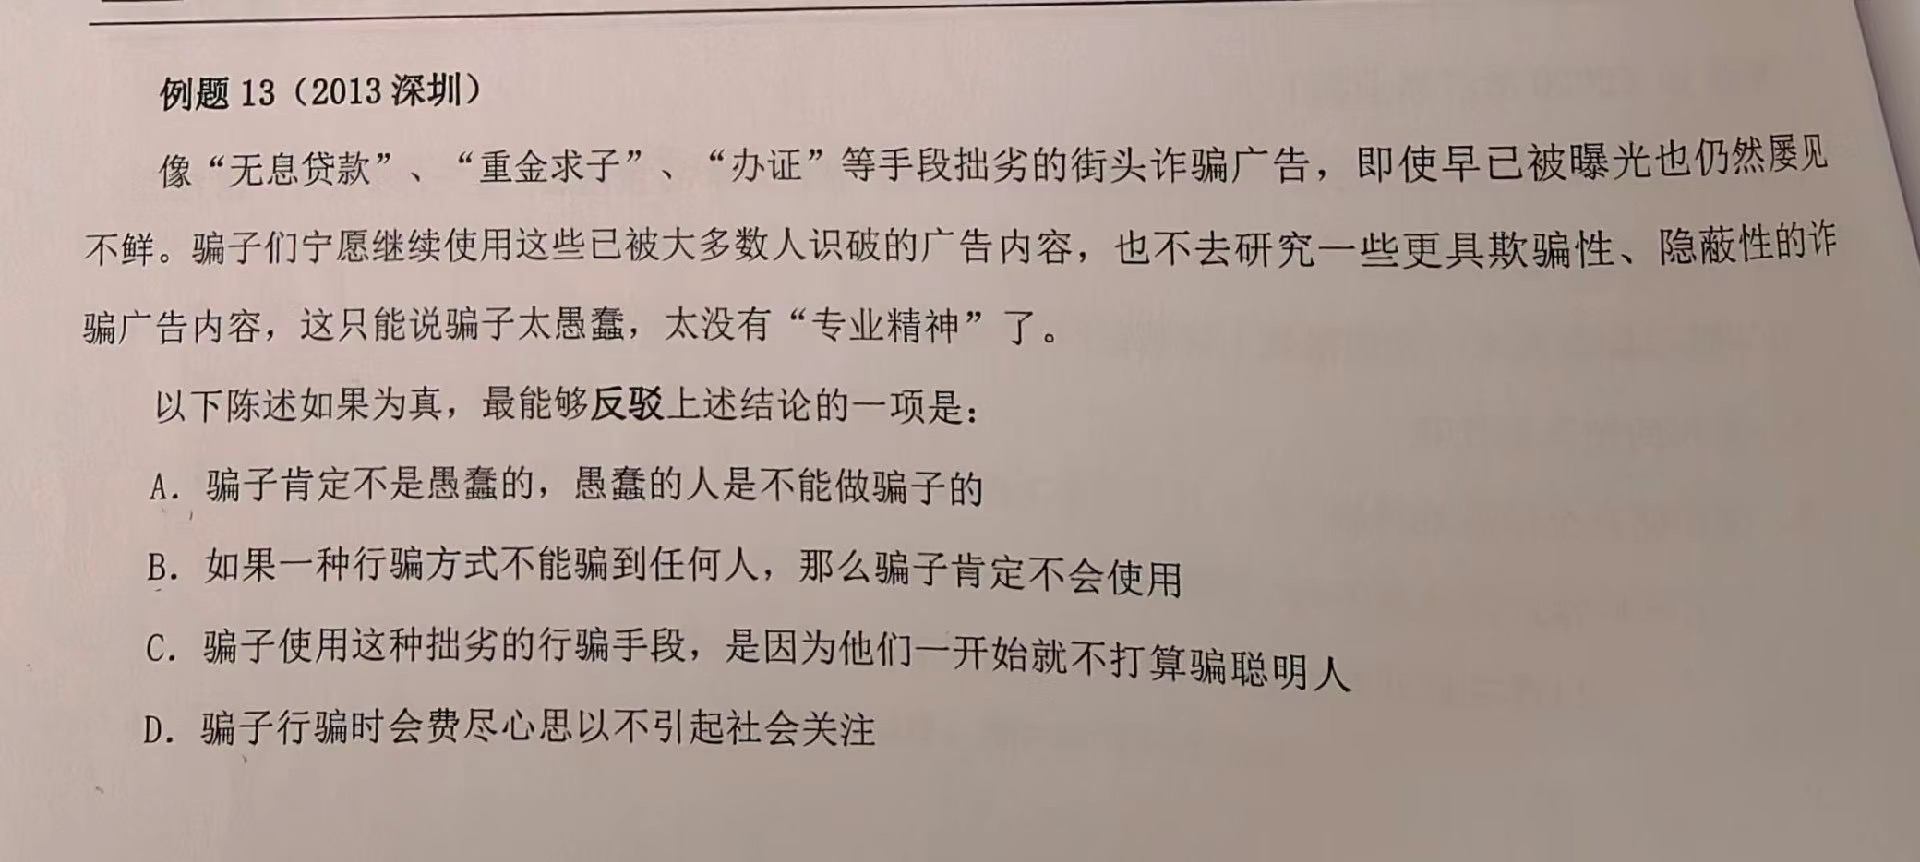 例题13（2013深圳）
像“无息贷款”、“重金求子”、“办证”等手段拙劣的街头诈骗广告，即使早已被曝光也仍然屡见
不鲜。骗子们宁愿继续使用这些已被大多数人识破的广告内容，也不去研究一些更具欺骗性、隐蔽性的诈
骗广告内容，这只能说骗子太愚蠢，太没有“专业精神”了。
以下陈述如果为真，最能够反驳上述结论的一项是：
A．骗子肯定不是愚蠢的，愚蠢的人是不能做骗子的
B．如果一种行骗方式不能骗到任何人，那么骗子肯定不会使用
C．骗子使用这种拙劣的行骗手段，是因为他们一开始就不打算骗聪明人
D．骗子行骗时会费尽心思以不引起社会关注